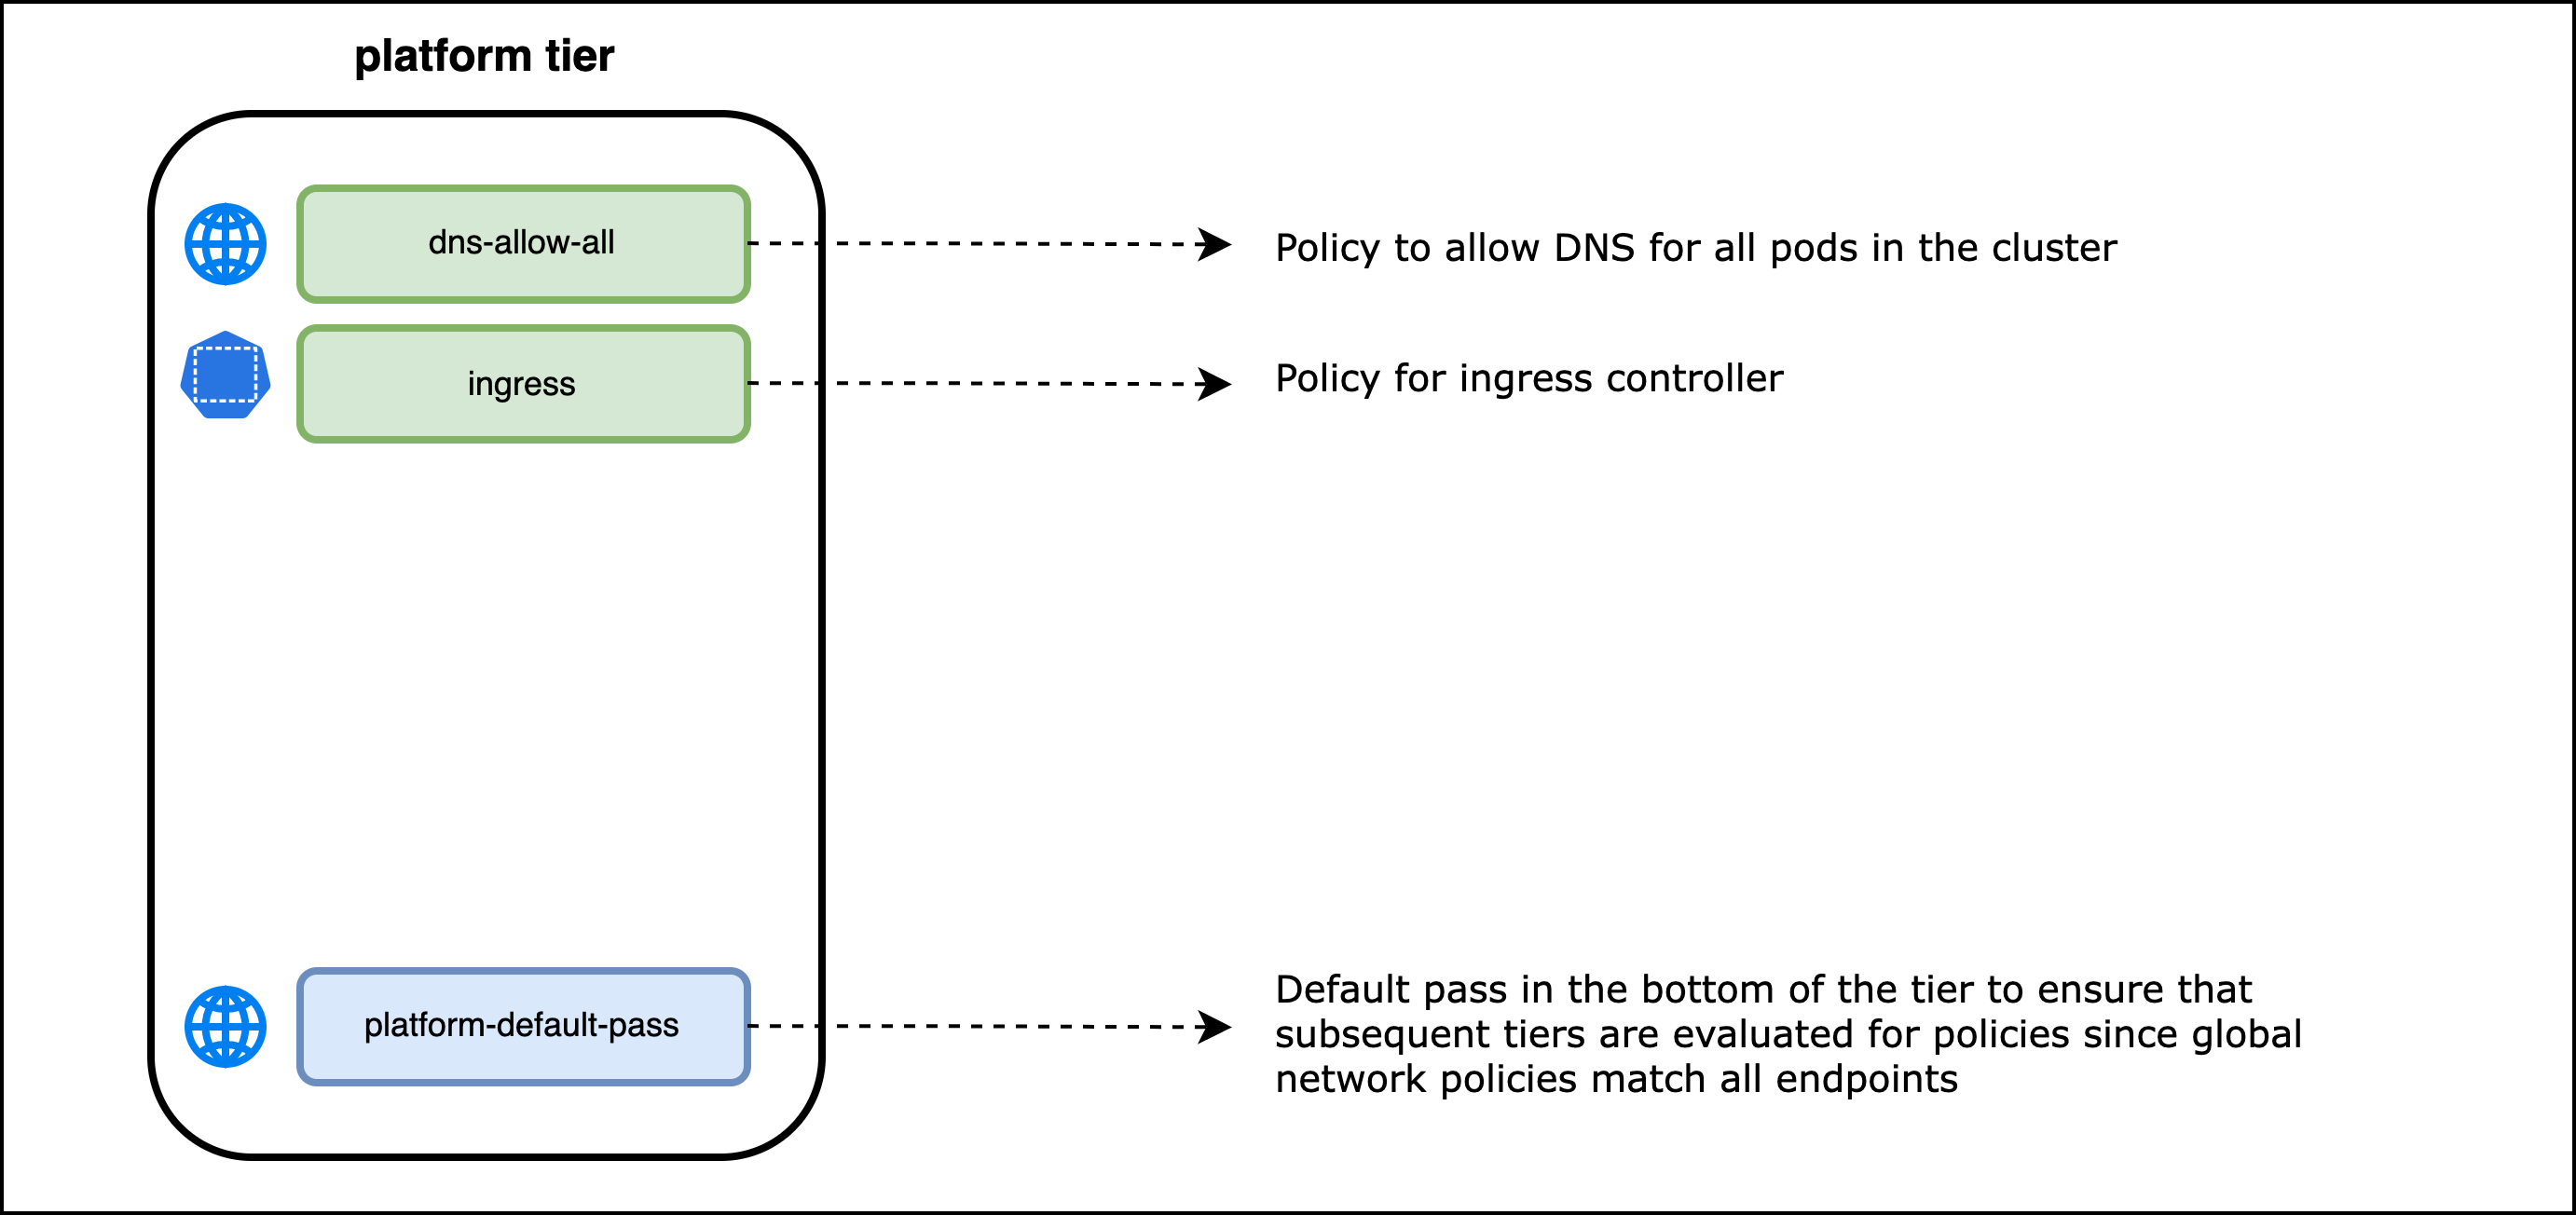 platform tier
dns-allow-all
Policy to allow DNS for all pods in the cluster
ingress
Policy for ingress controller
platform-default-pass
Default pass in the bottom of the tier to ensure that
subsequent tiers are evaluated for policies since global
network policies match all endpoints